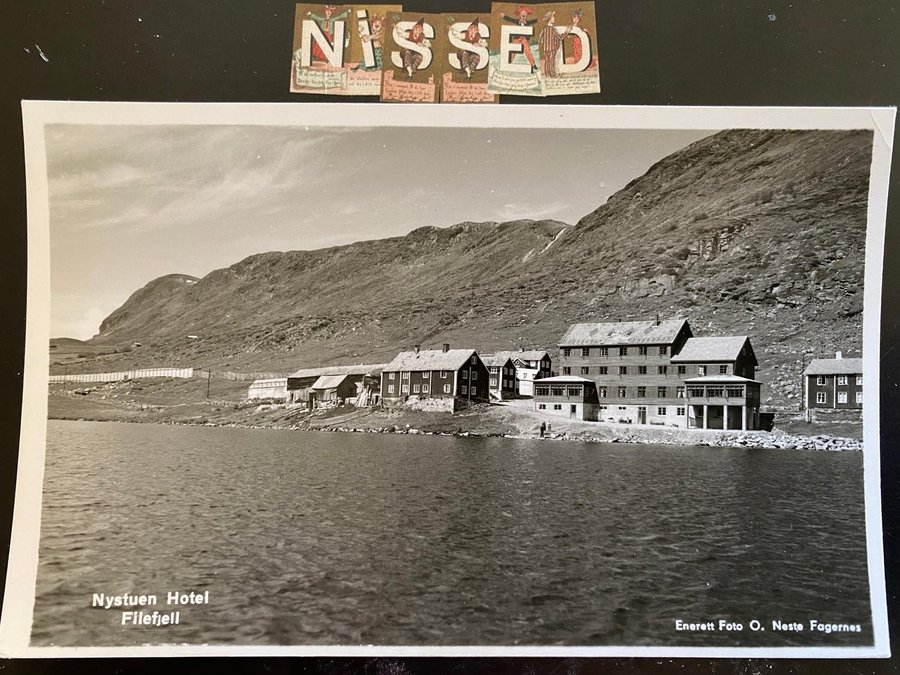 NiSSED
Nystuen Hotel
Filefjell
Enerett Foto O. Neste Fagernes